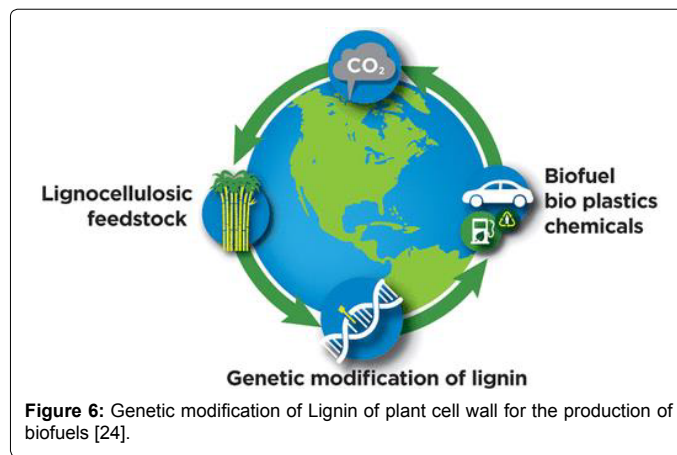 CO₂
Lignocellulosic
feedstock
Biofuel
bio plastics
chemicals
Genetic modification of lignin
Figure 6: Genetic modification of Lignin of plant cell wall for the production of
biofuels [24].